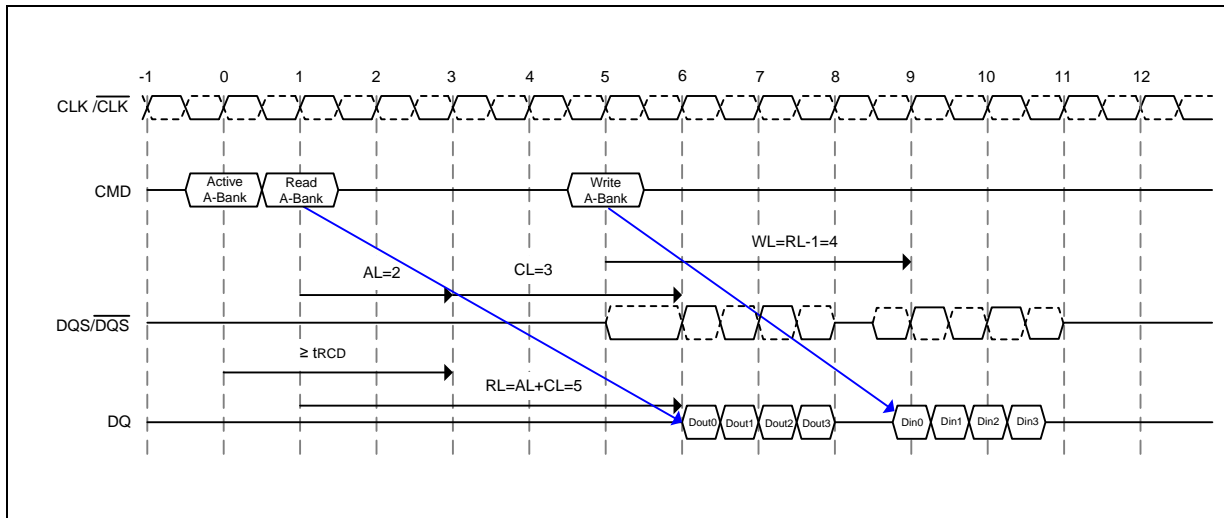 -1 0 1 2 3 4 5 6 7 8 9 10 11 12
CLK /CLK
CMD
Active
A-Bank
Read
A-Bank
Write
A-Bank
WL=RL-1=4
AL=2
CL=3
DQS/DQS
≥ tRCD
RL=AL+CL=5
DQ
Dout0 Dout1 Dout2 Dout3 Din0 Din1 Din2 Din3